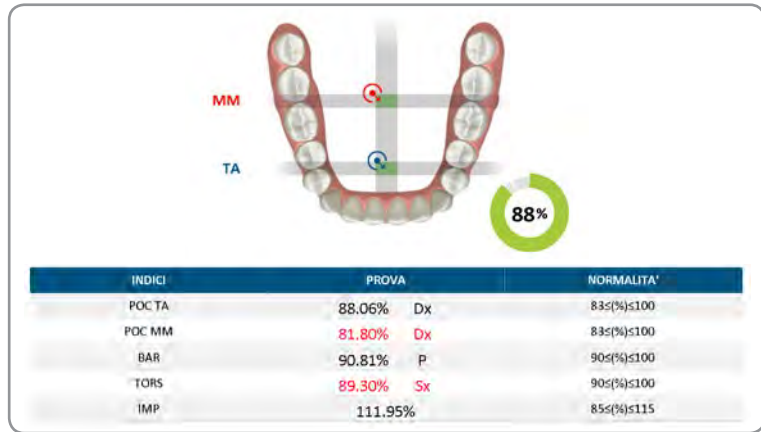 MM
TA
88%
INDICI PROVA NORMALITA'
POC TA 88.06% Dx 83≤(%)≤100
POC MM 81.80% Dx 83≤(%)≤100
BAR 90.81% P 90≤(%)≤100
TORS 89.30% Sx 90≤(%)≤100
IMP 111.95% 85≤(%)≤115